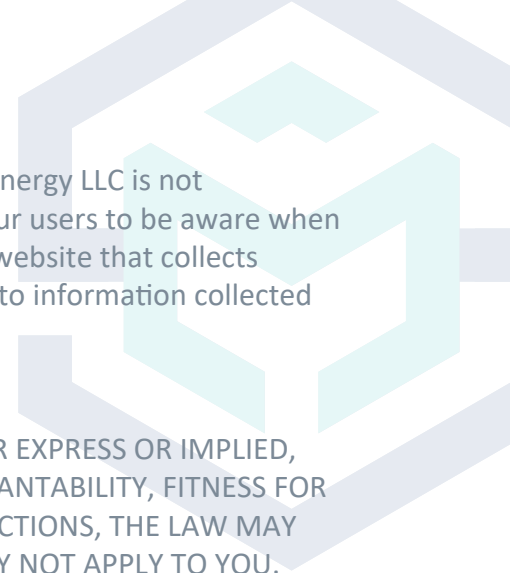 nergy LLC is not
ur users to be aware when
website that collects
to information collected
R EXPRESS OR IMPLIED,
ANTABILITY, FITNESS FOR
CTIONS, THE LAW MAY
Y NOT APPLY TO YOU.